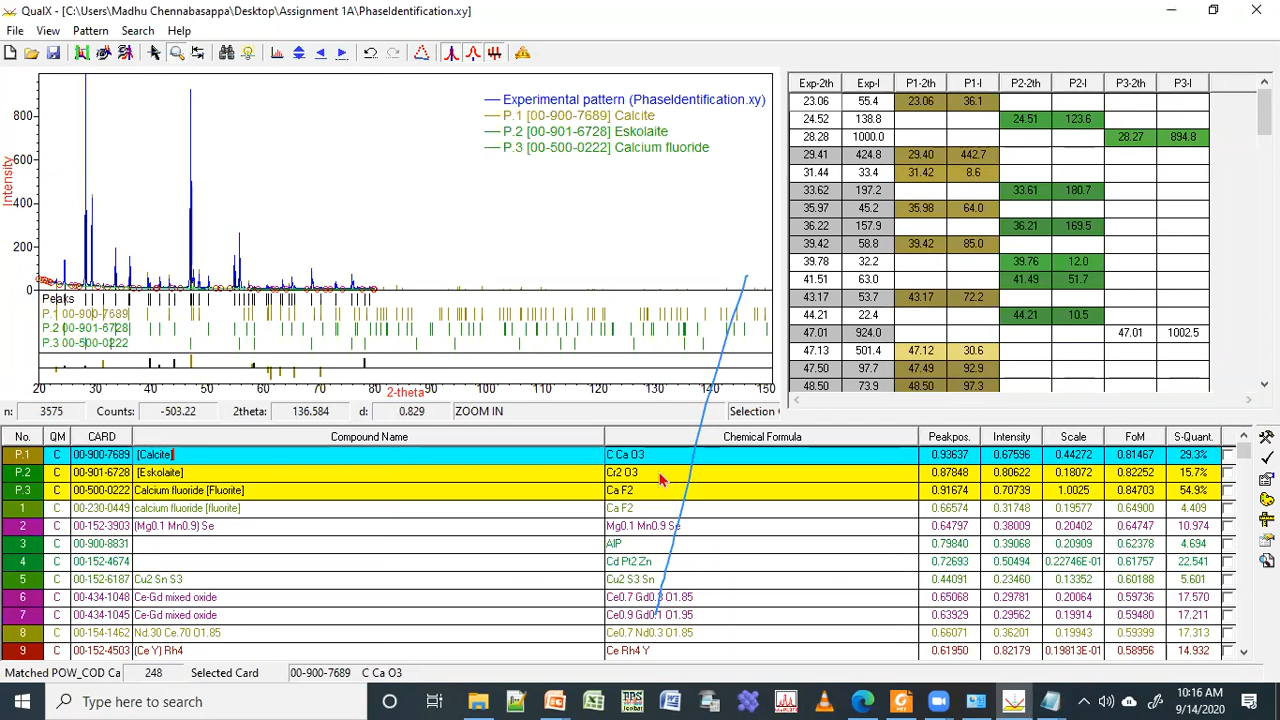 QualX - [C:\Users\Madhu Chennabasappa\Desktop\Assignment 1A\PhaseIdentification.xy]
File View Pattern Search Help
Intensity
800
600
400
200
0
Experimental pattern (PhaseIdentification.xy)
P.1 [00-900-7689] Calcite
P.2 [00-901-6728] Eskolaite
P.3 [00-500-0222] Calcium fluoride
Peaks
P.1 00-900-7689
P.2 00-901-6728
P.3 00-500-0222
20 30 40 50 60 70 80 90 100 110 120 130 140 150
2-theta
Exp-2th Exp-I P1-2th P1-I P2-2th P2-I P3-2th P3-I
23.06 55.4 23.06 36.1
24.52 138.8 24.51 123.6
28.28 1000.0 28.27 894.8
29.41 424.8 29.40 442.7
31.44 33.4 31.42 8.6
33.62 197.2 33.61 180.7
35.97 45.2 35.98 64.0
36.22 157.9 36.21 169.5
39.42 58.8 39.42 85.0
39.78 32.2 39.76 12.0
41.51 63.0 41.49 51.7
43.17 53.7 43.17 72.2
44.21 22.4 44.21 10.5
47.01 924.0 47.01 1002.5
47.13 501.4 47.12 30.6
47.50 97.7 47.49 92.9
48.50 73.9 48.50 97.3
n: 3575 Counts: -503.22 2theta: 136.584 d: 0.829 ZOOM IN Selection
No. QM CARD Compound Name Chemical Formula Peakpos. Intensity Scale FoM S-Quant.
P.1 C 00-900-7689 [Calcite] C Ca O3 0.93637 0.67596 0.44272 0.81467 29.3%
P.2 C 00-901-6728 [Eskolaite] Cr2 O3 0.87848 0.80622 0.18072 0.82252 15.7%
P.3 C 00-500-0222 Calcium fluoride [Fluorite] Ca F2 0.91674 0.70739 1.0025 0.84703 54.9%
1 C 00-230-0449 calcium fluoride [fluorite] Ca F2 0.66574 0.31748 0.19577 0.64900 4.409
2 C 00-152-3903 (Mg0.1 Mn0.9) Se Mg0.1 Mn0.9 Se 0.64797 0.38009 0.20402 0.64747 10.974
3 C 00-900-8831 AlP 0.79840 0.39068 0.20909 0.62378 4.694
4 C 00-152-4674 Cd Pt2 Zn 0.72693 0.50494 0.22746E-01 0.61757 22.541
5 C 00-152-6187 Cu2 Sn S3 Cu2 S3 Sn 0.44091 0.23460 0.13352 0.60188 5.601
6 C 00-434-1048 Ce-Gd mixed oxide Ce0.7 Gd0.3 O1.85 0.65068 0.29781 0.20064 0.59736 17.570
7 C 00-434-1045 Ce-Gd mixed oxide Ce0.9 Gd0.1 O1.95 0.63929 0.29562 0.19914 0.59480 17.211
8 C 00-154-1462 Nd.30 Ce.70 O1.85 Ce0.7 Nd0.3 O1.85 0.66071 0.36201 0.19943 0.59399 17.313
9 C 00-152-4503 (Ce Y) Rh4 Ce Rh4 Y 0.61950 0.82179 0.19813E-01 0.58956 14.932
Matched POW_COD Ca 248 Selected Card 00-900-7689 C Ca O3
Type here to search
10:16 AM
9/14/2020